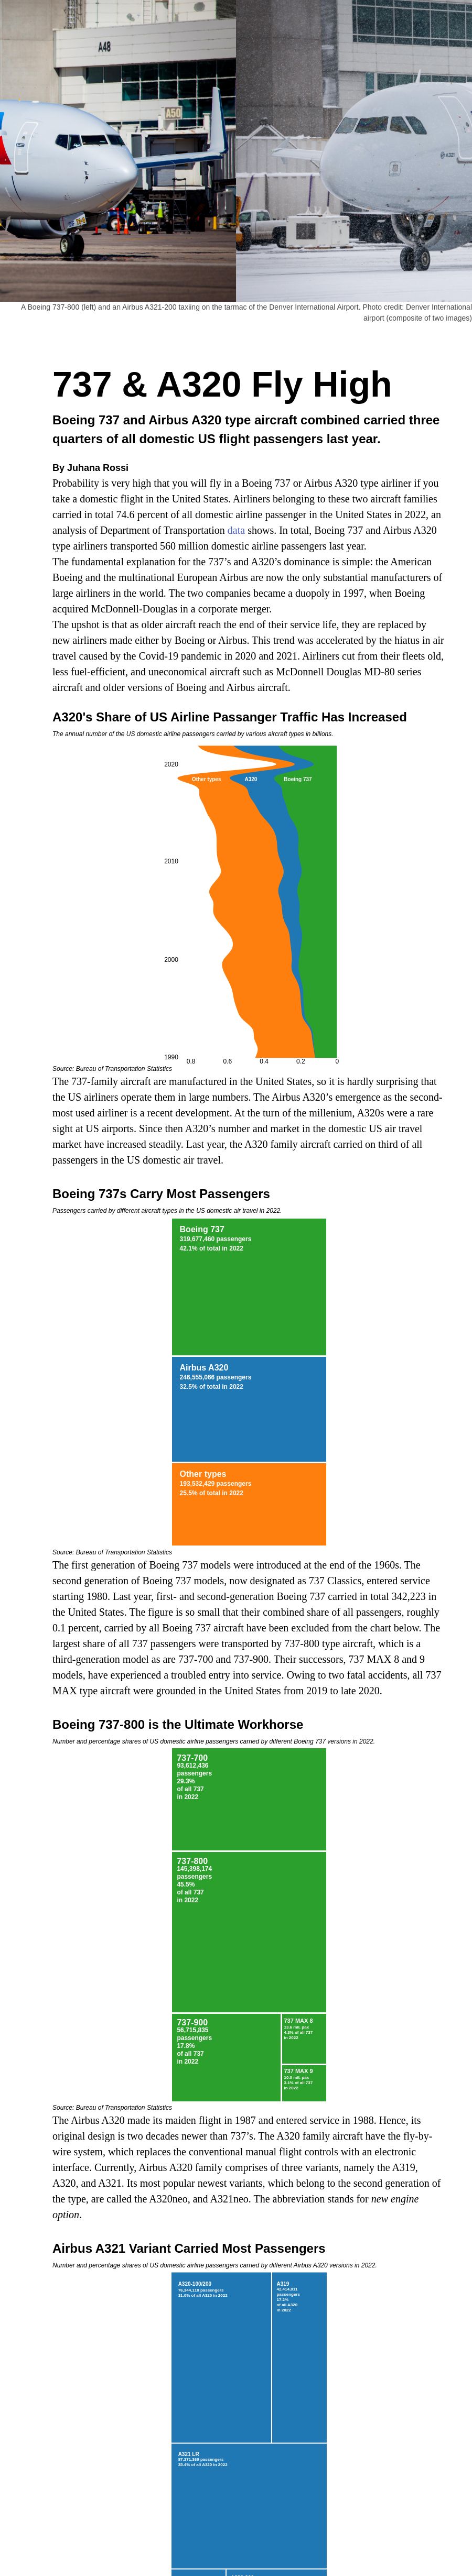 A48
A50
A Boeing 737-800 (left) and an Airbus A321-200 taxiing on the tarmac of the Denver International Airport. Photo credit: Denver International
airport (composite of two images)
737 & A320 Fly High
Boeing 737 and Airbus A320 type aircraft combined carried three
quarters of all domestic US flight passengers last year.
By Juhana Rossi
Probability is very high that you will fly in a Boeing 737 or Airbus A320 type airliner if you
take a domestic flight in the United States. Airliners belonging to these two aircraft families
carried in total 74.6 percent of all domestic airline passenger in the United States in 2022, an
analysis of Department of Transportation data shows. In total, Boeing 737 and Airbus A320
type airliners transported 560 million domestic airline passengers last year.
The fundamental explanation for the 737’s and A320’s dominance is simple: the American
Boeing and the multinational European Airbus are now the only substantial manufacturers of
large airliners in the world. The two companies became a duopoly in 1997, when Boeing
acquired McDonnell-Douglas in a corporate merger.
The upshot is that as older aircraft reach the end of their service life, they are replaced by
new airliners made either by Boeing or Airbus. This trend was accelerated by the hiatus in air
travel caused by the Covid-19 pandemic in 2020 and 2021. Airliners cut from their fleets old,
less fuel-efficient, and uneconomical aircraft such as McDonnell Douglas MD-80 series
aircraft and older versions of Boeing and Airbus aircraft.
A320's Share of US Airline Passanger Traffic Has Increased
The annual number of the US domestic airline passengers carried by various aircraft types in billions.
2020
Other types A320 Boeing 737
2010
2000
1990
0.8 0.6 0.4 0.2 0
Source: Bureau of Transportation Statistics
The 737-family aircraft are manufactured in the United States, so it is hardly surprising that
the US airliners operate them in large numbers. The Airbus A320’s emergence as the second-
most used airliner is a recent development. At the turn of the millenium, A320s were a rare
sight at US airports. Since then A320’s number and market in the domestic US air travel
market have increased steadily. Last year, the A320 family aircraft carried on third of all
passengers in the US domestic air travel.
Boeing 737s Carry Most Passengers
Passengers carried by different aircraft types in the US domestic air travel in 2022.
Boeing 737
319,677,460 passengers
42.1% of total in 2022
Airbus A320
246,555,066 passengers
32.5% of total in 2022
Other types
193,532,429 passengers
25.5% of total in 2022
Source: Bureau of Transportation Statistics
The first generation of Boeing 737 models were introduced at the end of the 1960s. The
second generation of Boeing 737 models, now designated as 737 Classics, entered service
starting 1980. Last year, first- and second-generation Boeing 737 carried in total 342,223 in
the United States. The figure is so small that their combined share of all passengers, roughly
0.1 percent, carried by all Boeing 737 aircraft have been excluded from the chart below. The
largest share of all 737 passengers were transported by 737-800 type aircraft, which is a
third-generation model as are 737-700 and 737-900. Their successors, 737 MAX 8 and 9
models, have experienced a troubled entry into service. Owing to two fatal accidents, all 737
MAX type aircraft were grounded in the United States from 2019 to late 2020.
Boeing 737-800 is the Ultimate Workhorse
Number and percentage shares of US domestic airline passengers carried by different Boeing 737 versions in 2022.
737-700
93,612,436
passengers
29.3%
of all 737
in 2022
737-800
145,398,174
passengers
45.5%
of all 737
in 2022
737-900
56,715,835
passengers
17.8%
of all 737
in 2022
737 MAX 8
13.6 mil. pax
4.3% of all 737
in 2022
737 MAX 9
10.0 mil. pax
3.1% of all 737
in 2022
Source: Bureau of Transportation Statistics
The Airbus A320 made its maiden flight in 1987 and entered service in 1988. Hence, its
original design is two decades newer than 737’s. The A320 family aircraft have the fly-by-
wire system, which replaces the conventional manual flight controls with an electronic
interface. Currently, Airbus A320 family comprises of three variants, namely the A319,
A320, and A321. Its most popular newest variants, which belong to the second generation of
the type, are called the A320neo, and A321neo. The abbreviation stands for new engine
option.
Airbus A321 Variant Carried Most Passengers
Number and percentage shares of US domestic airline passengers carried by different Airbus A320 versions in 2022.
A320-100/200
passengers
31.0% of all A320 in 2022
A319
passengers
17.2%
of all A320
in 2022
A321 LR
passengers
35.4% of all A320 in 2022